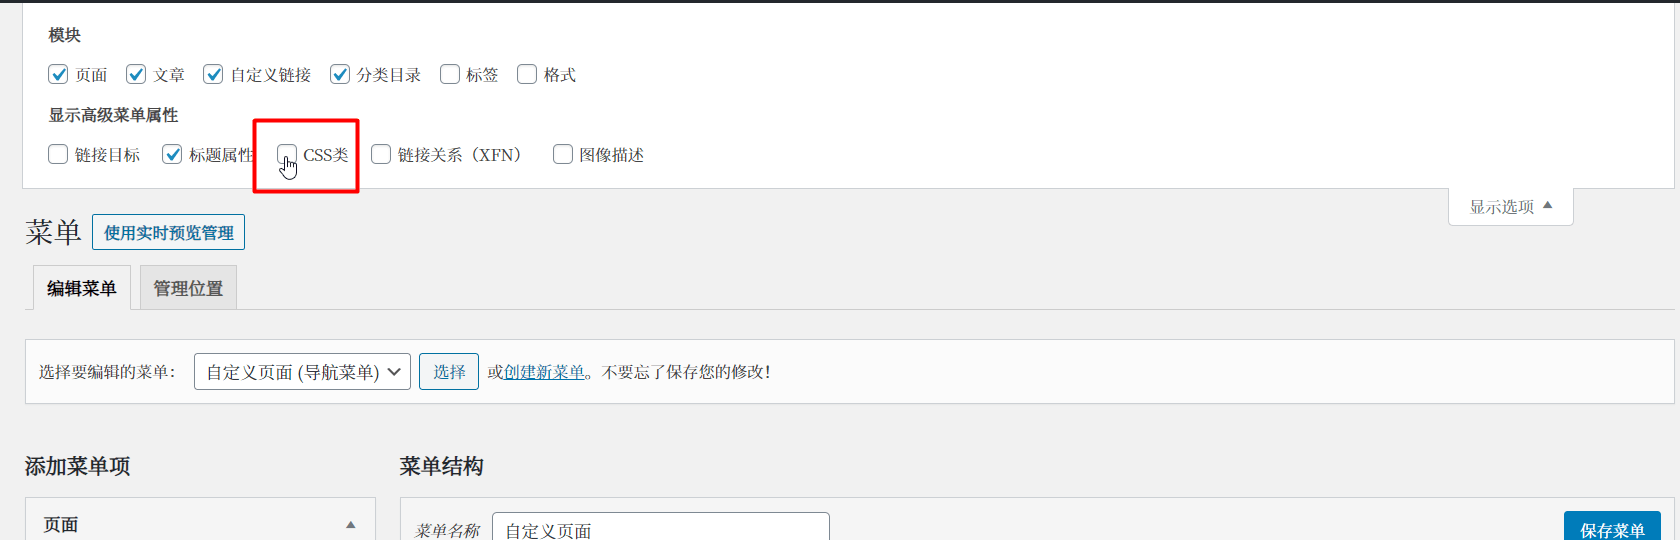 模块
页面 文章 自定义链接 分类目录 标签 格式
显示高级菜单属性
链接目标 标题属性 CSS类 链接关系（XFN） 图像描述
显示选项
菜单 使用实时预览管理
编辑菜单 管理位置
选择要编辑的菜单： 自定义页面 (导航菜单) 选择 或创建新菜单。不要忘了保存您的修改！
添加菜单项 菜单结构
页面 菜单名称 自定义页面 保存菜单